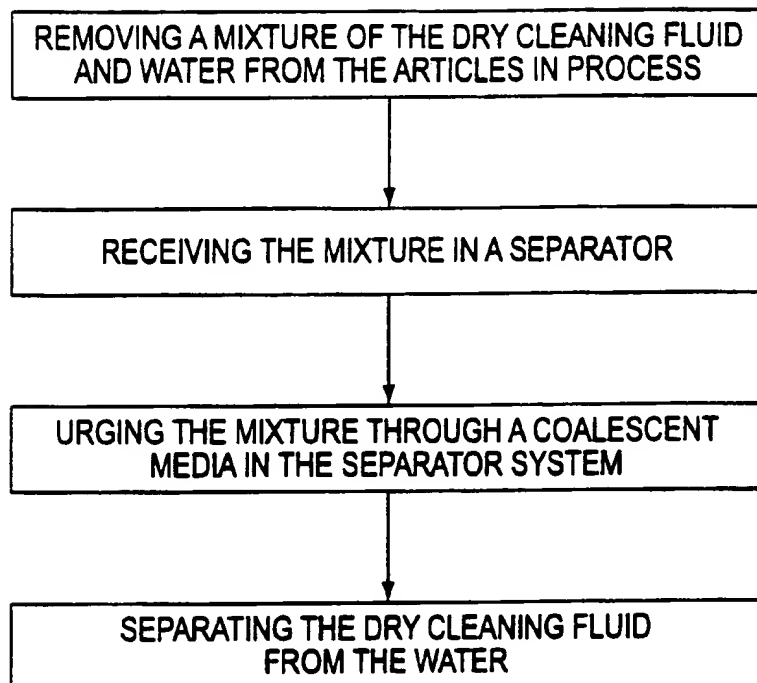 REMOVING A MIXTURE OF THE DRY CLEANING FLUID
AND WATER FROM THE ARTICLES IN PROCESS
RECEIVING THE MIXTURE IN A SEPARATOR
URGING THE MIXTURE THROUGH A COALESCENT
MEDIA IN THE SEPARATOR SYSTEM
SEPARATING THE DRY CLEANING FLUID
FROM THE WATER